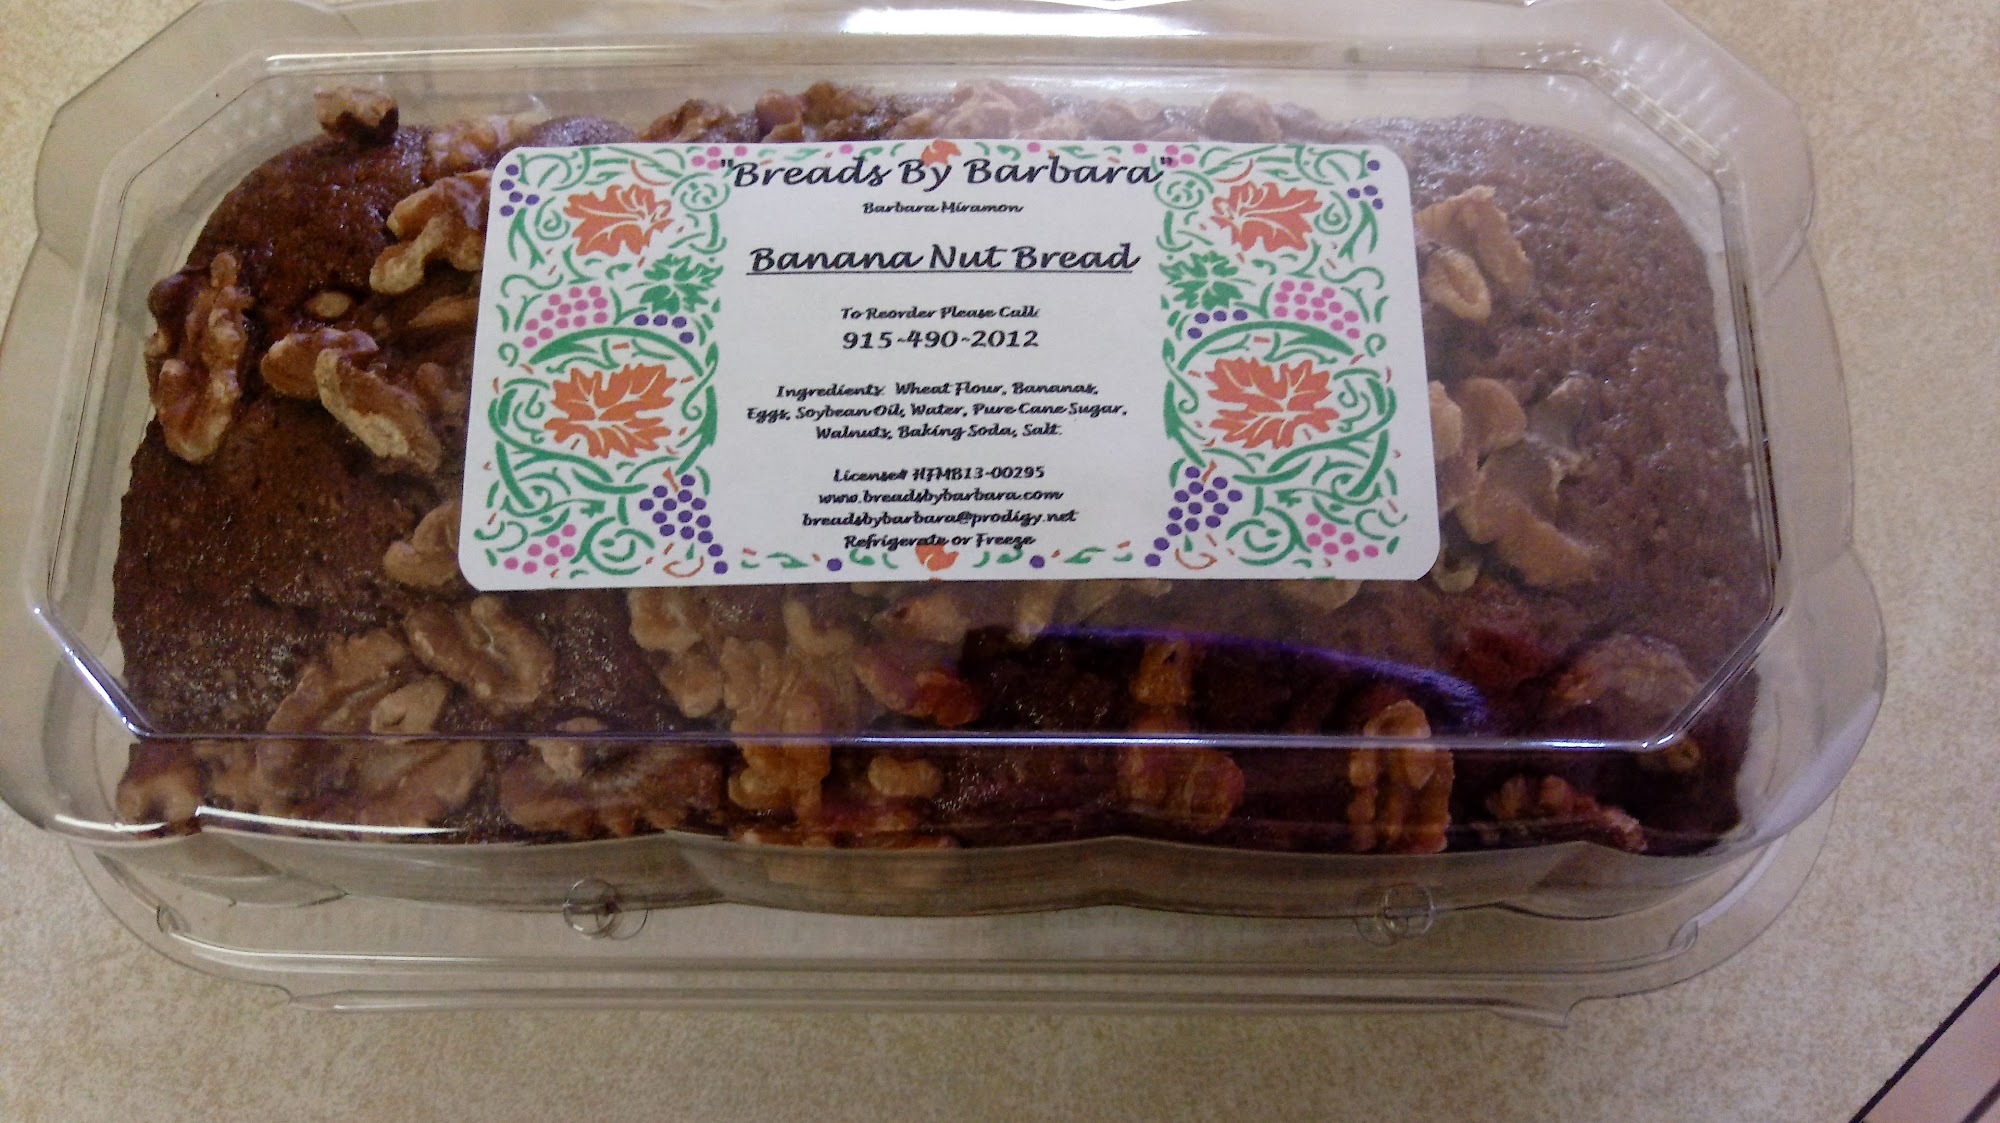 "Breads By Barbara"
Barbara Miramon
Banana Nut Bread
To Reorder Please Call:
915-490-2012
Ingredients: Wheat Flour, Bananas,
Eggs, Soybean Oil, Water, Pure Cane Sugar,
Walnuts, Baking Soda, Salt.
License# HFMB13-00295
www.breadsbybarbara.com
breadsbybarbara@prodigy.net
Refrigerate or Freeze